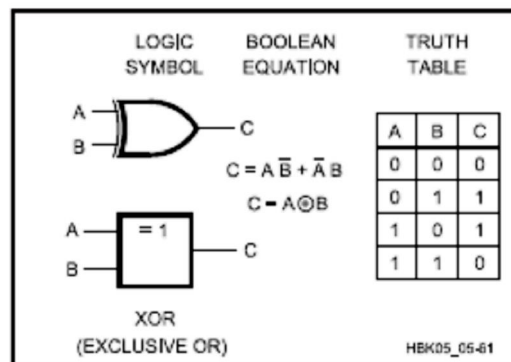 LOGIC SYMBOL
BOOLEAN EQUATION
TRUTH TABLE
A
B
C
C = A B̅ + A̅ B
C = A⊙B
A
B
= 1
C
XOR
(EXCLUSIVE OR)
A B C
0 0 0
0 1 1
1 0 1
1 1 0
HBK05_05-61